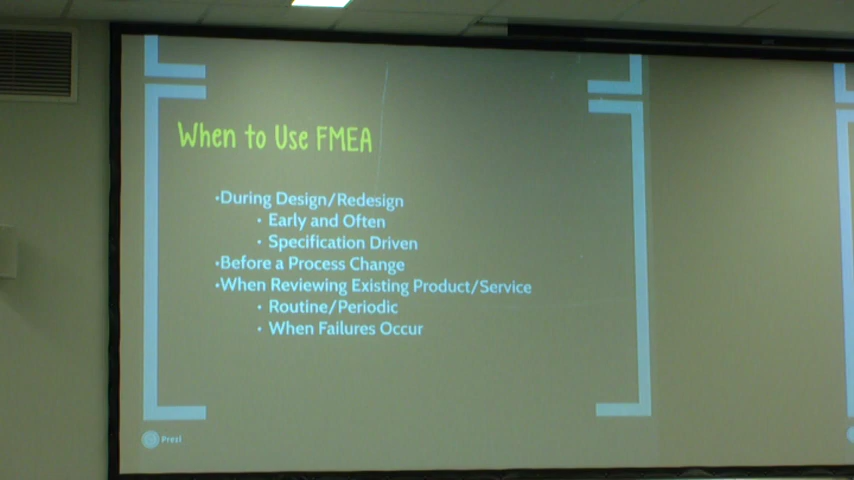 When to Use FMEA
•During Design/Redesign
• Early and Often
• Specification Driven
•Before a Process Change
•When Reviewing Existing Product/Service
• Routine/Periodic
• When Failures Occur
Prezi